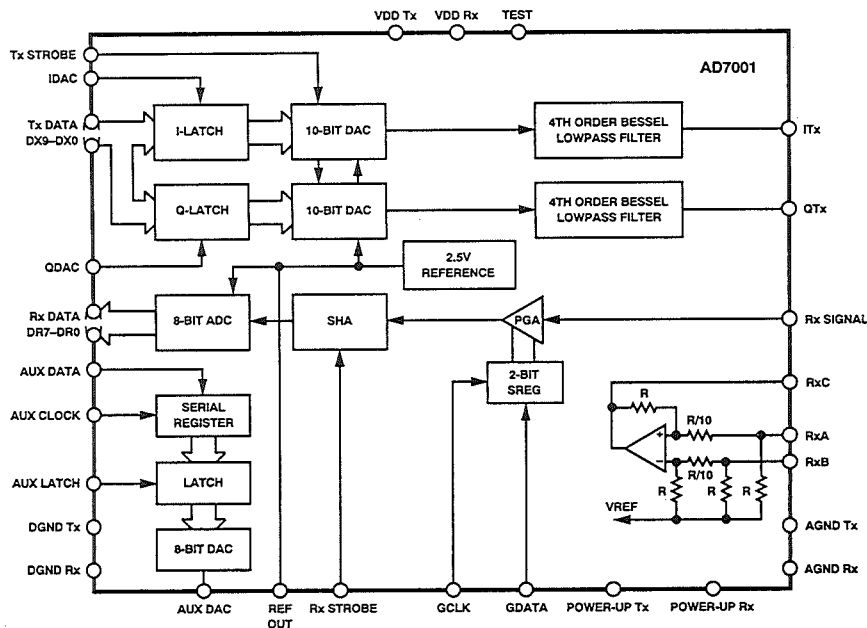 VDD Tx
VDD Rx
TEST
Tx STROBE
AD7001
IDAC
Tx DATA
DX9–DX0
I-LATCH
10-BIT DAC
4TH ORDER BESSEL
LOWPASS FILTER
ITx
Q-LATCH
10-BIT DAC
4TH ORDER BESSEL
LOWPASS FILTER
QTx
QDAC
2.5V
REFERENCE
Rx DATA
DR7–DR0
8-BIT ADC
SHA
PGA
Rx SIGNAL
AUX DATA
2-BIT
SREG
RxC
R
AUX CLOCK
SERIAL
REGISTER
R/10
+
RxA
–
RxB
R/10
AUX LATCH
LATCH
R
R
R
VREF
DGND Tx
AGND Tx
8-BIT DAC
DGND Rx
AGND Rx
AUX DAC
REF
OUT
Rx STROBE
GCLK
GDATA
POWER-UP Tx
POWER-UP Rx